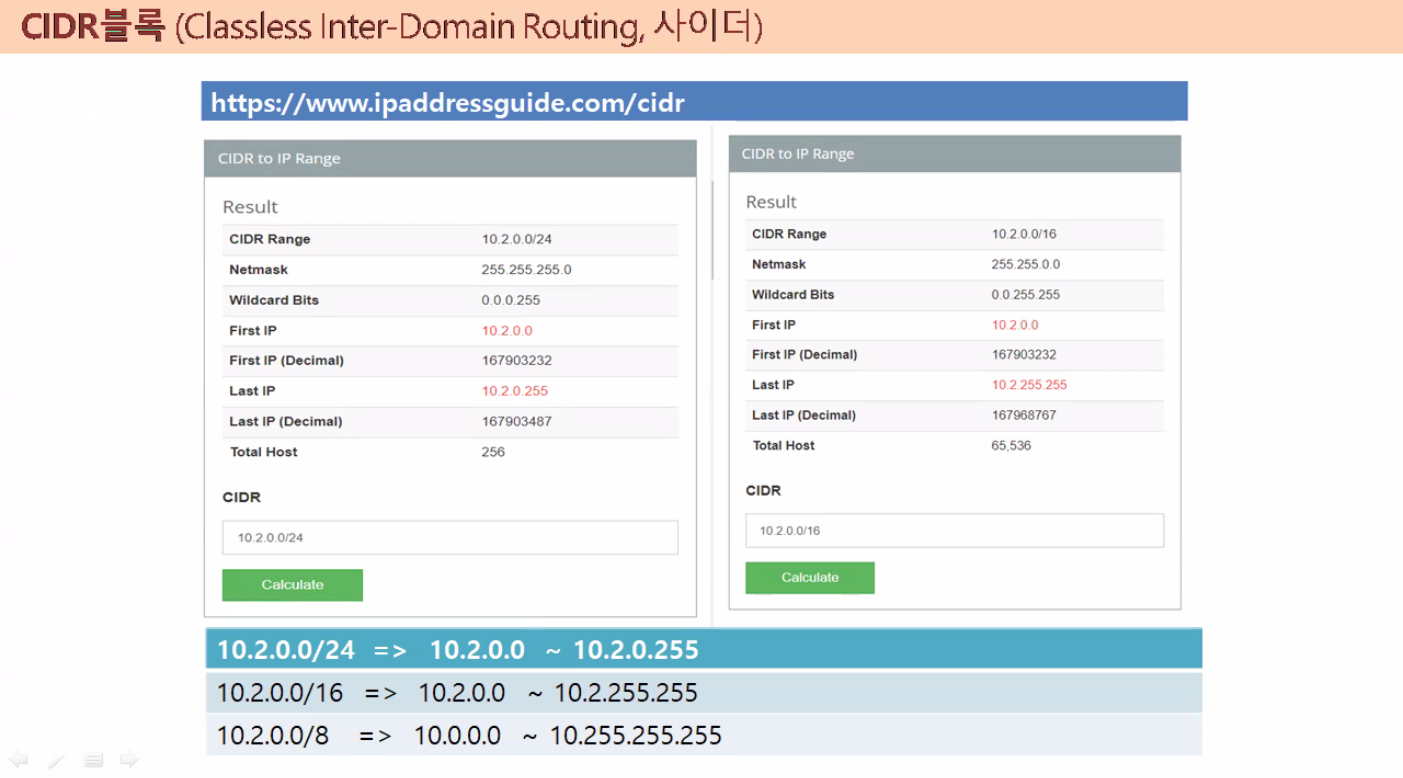 CIDR블록 (Classless Inter-Domain Routing, 사이더)
https://www.ipaddressguide.com/cidr
CIDR to IP Range
Result
CIDR Range 10.2.0.0/24
Netmask 255.255.255.0
Wildcard Bits 0.0.0.255
First IP 10.2.0.0
First IP (Decimal) 167903232
Last IP 10.2.0.255
Last IP (Decimal) 167903487
Total Host 256
CIDR
10.2.0.0/24
Calculate
CIDR to IP Range
Result
CIDR Range 10.2.0.0/16
Netmask 255.255.0.0
Wildcard Bits 0.0.255.255
First IP 10.2.0.0
First IP (Decimal) 167903232
Last IP 10.2.255.255
Last IP (Decimal) 167968767
Total Host 65,536
CIDR
10.2.0.0/16
Calculate
10.2.0.0/24 => 10.2.0.0 ~ 10.2.0.255
10.2.0.0/16 => 10.2.0.0 ~ 10.2.255.255
10.2.0.0/8 => 10.0.0.0 ~ 10.255.255.255